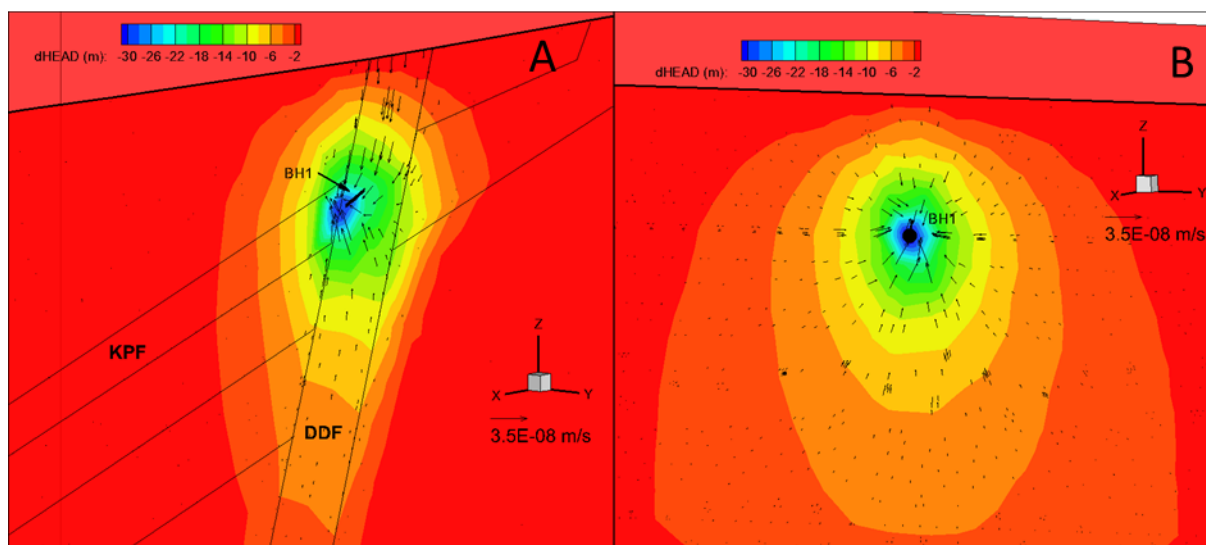 dHEAD (m): -30 -26 -22 -18 -14 -10 -6 -2
A
BH1
KPF
DDF
Z
X Y
3.5E-08 m/s
dHEAD (m): -30 -26 -22 -18 -14 -10 -6 -2
B
Z
X Y
BH1
3.5E-08 m/s